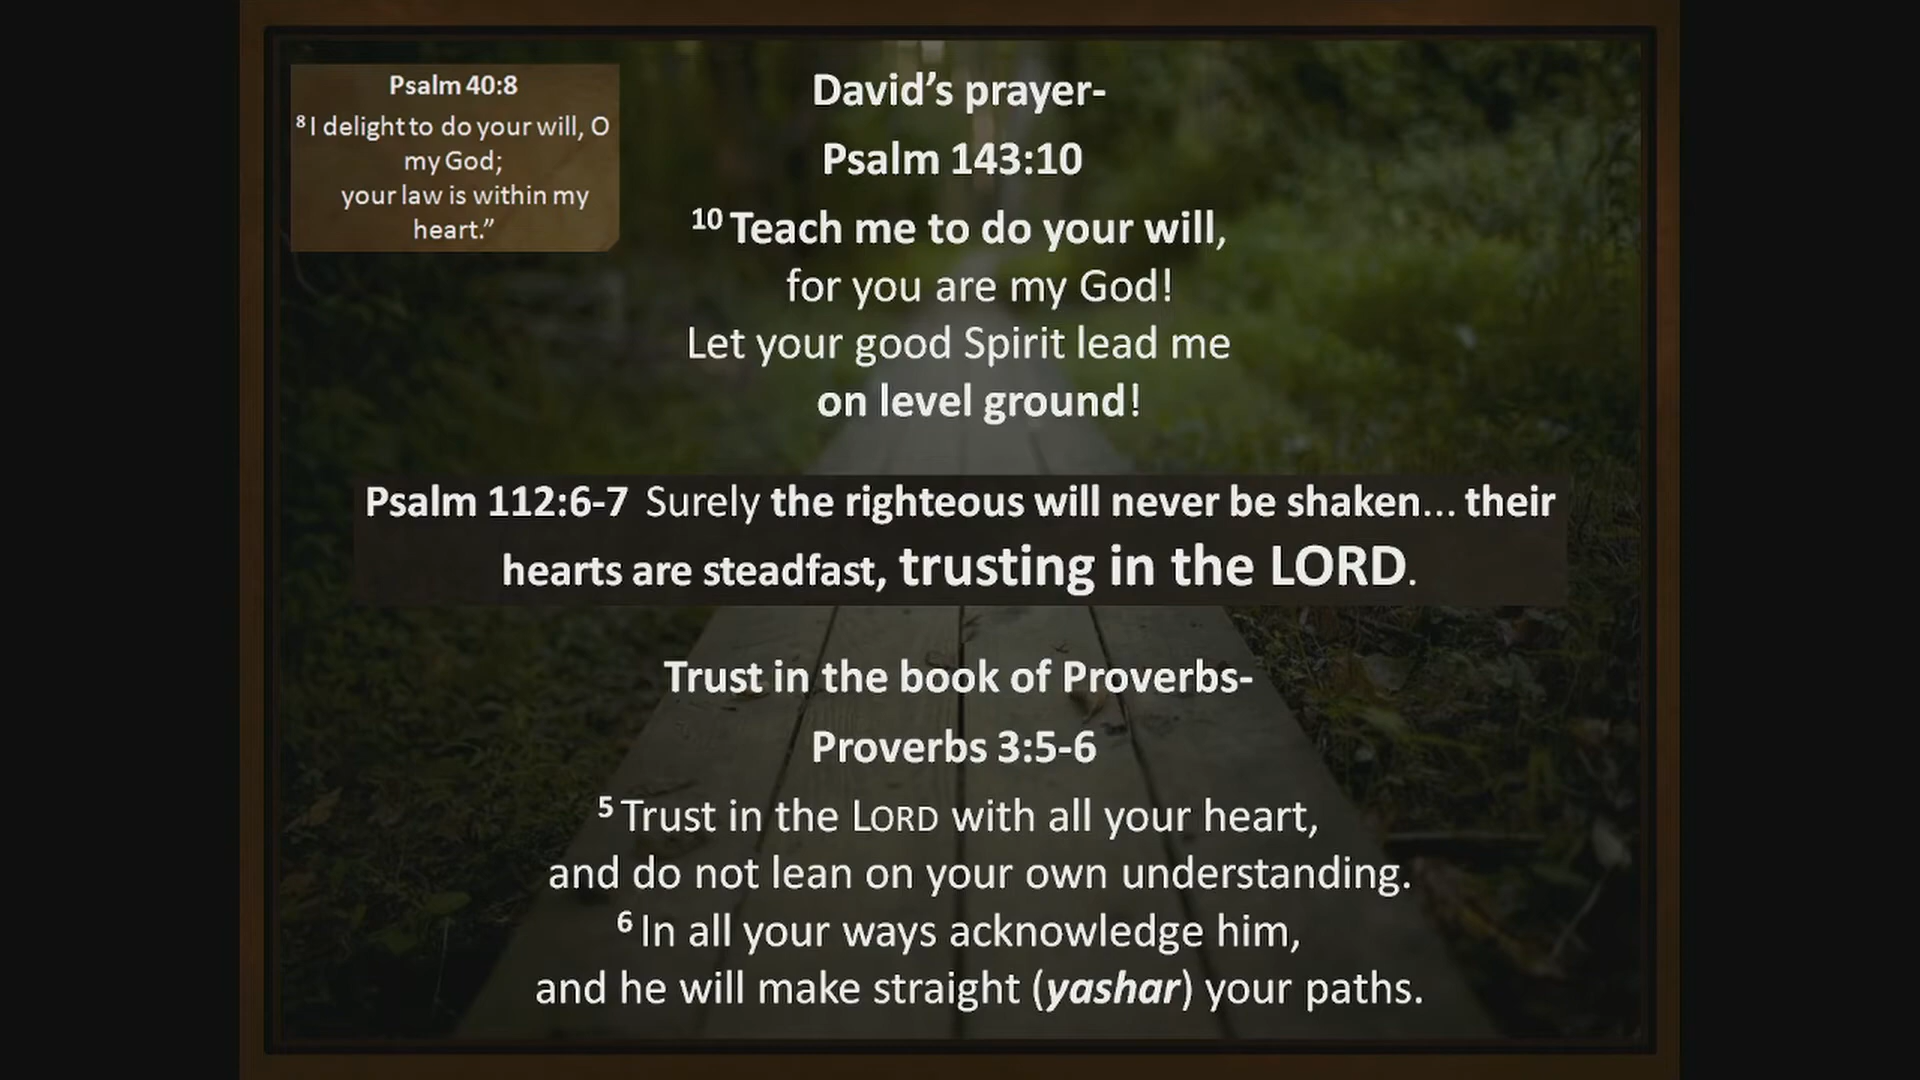 Psalm 40:8
⁸ I delight to do your will, O
my God;
your law is within my
heart.”
David’s prayer-
Psalm 143:10
¹⁰ Teach me to do your will,
for you are my God!
Let your good Spirit lead me
on level ground!
Psalm 112:6-7 Surely the righteous will never be shaken... their
hearts are steadfast, trusting in the LORD.
Trust in the book of Proverbs-
Proverbs 3:5-6
⁵ Trust in the LORD with all your heart,
and do not lean on your own understanding.
⁶ In all your ways acknowledge him,
and he will make straight (yashar) your paths.